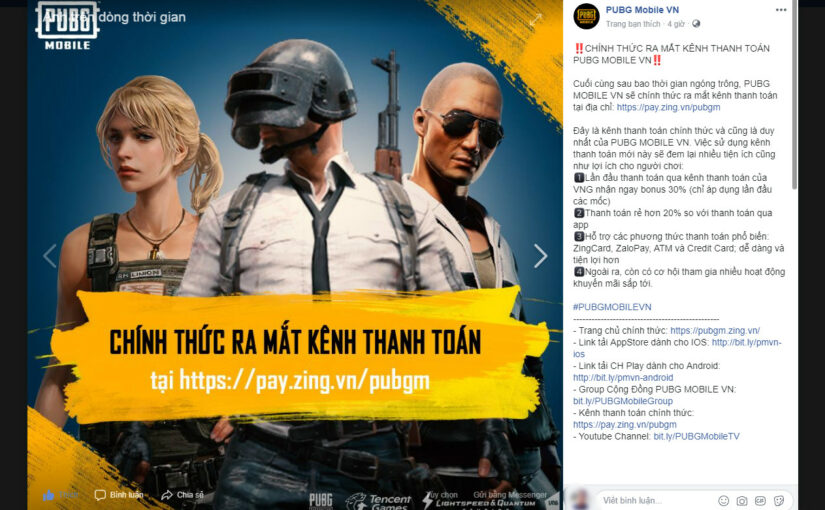 Ảnh trên dòng thời gian
PUBG
MOBILE
CHÍNH THỨC RA MẮT KÊNH THANH TOÁN
tại https://pay.zing.vn/pubgm
Bình luận
Chia sẻ
Tùy chọn
Gửi bằng Messenger
PUBG
MOBILE
Tencent
Games
LIGHTSPEED & QUANTUM
PUBG Mobile VN
Trang bạn thích · 4 giờ ·
‼️CHÍNH THỨC RA MẮT KÊNH THANH TOÁN
PUBG MOBILE VN‼️
Cuối cùng sau bao thời gian ngóng trông, PUBG
MOBILE VN sẽ chính thức ra mắt kênh thanh toán
tại địa chỉ: https://pay.zing.vn/pubgm
Đây là kênh thanh toán chính thức và cũng là duy
nhất của PUBG MOBILE VN. Việc sử dụng kênh
thanh toán mới này sẽ đem lại nhiều tiện ích cũng
như lợi ích cho người chơi:
1️⃣Lần đầu thanh toán qua kênh thanh toán của
VNG nhận ngay bonus 30% (chỉ áp dụng lần đầu
các mốc)
2️⃣Thanh toán rẻ hơn 20% so với thanh toán qua
app
3️⃣Hỗ trợ các phương thức thanh toán phổ biến:
ZingCard, ZaloPay, ATM và Credit Card; dễ dàng và
tiện lợi hơn
4️⃣Ngoài ra, còn có cơ hội tham gia nhiều hoạt động
khuyến mãi sắp tới.
#PUBGMOBILEVN
------------------------------------------------
- Trang chủ chính thức: https://pubgm.zing.vn/
- Link tải AppStore dành cho IOS: http://bit.ly/pmvn-
ios
- Link tải CH Play dành cho Android:
http://bit.ly/pmvn-android
- Group Cộng Đồng PUBG MOBILE VN:
bit.ly/PUBGMobileGroup
- Kênh thanh toán chính thức:
https://pay.zing.vn/pubgm
- Youtube Channel: bit.ly/PUBGMobileTV
Viết bình luận...